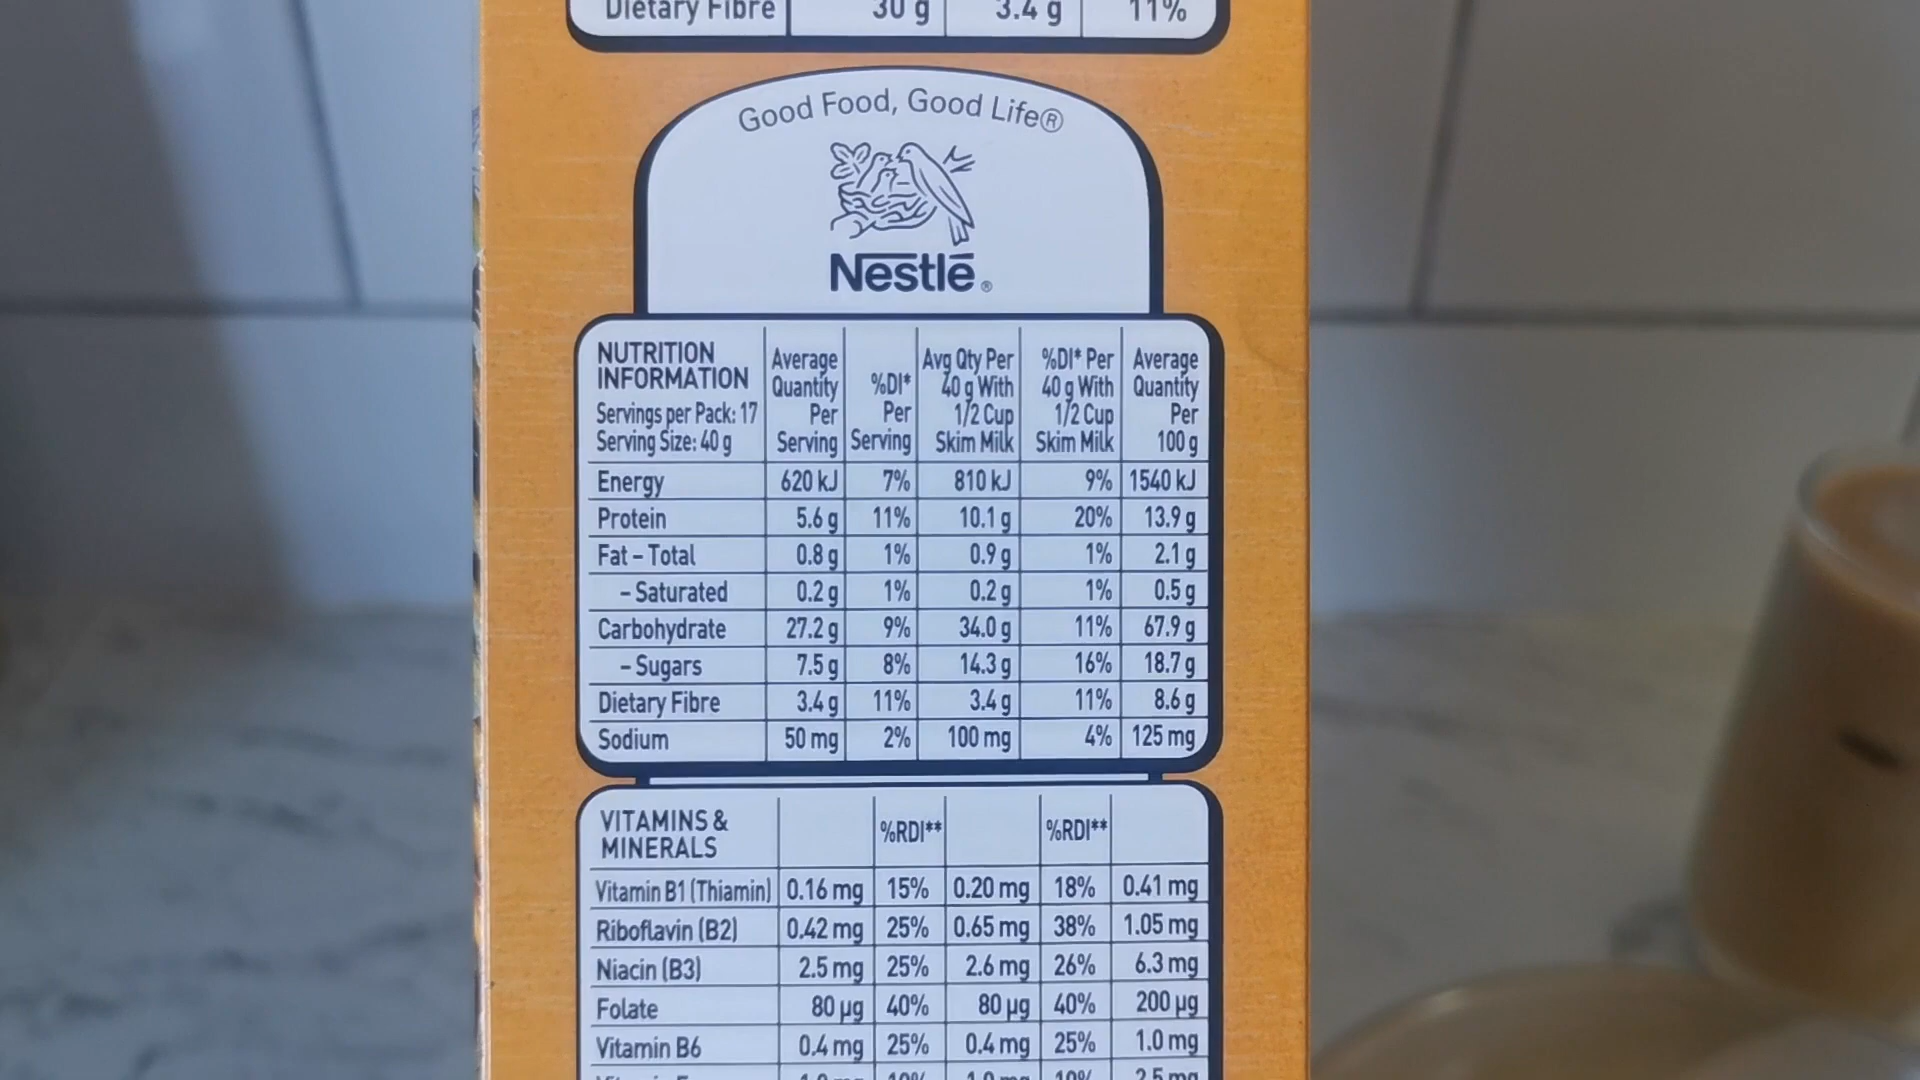 Dietary Fibre 30 g 3.4 g 11%
Good Food, Good Life®
Nestlé®
NUTRITION INFORMATION Servings per Pack: 17 Serving Size: 40 g Average Quantity Per Serving %DI* Per Serving Avg Qty Per 40 g With 1/2 Cup Skim Milk %DI* Per 40 g With 1/2 Cup Skim Milk Average Quantity Per 100 g
Energy 620 kJ 7% 810 kJ 9% 1540 kJ
Protein 5.6 g 11% 10.1 g 20% 13.9 g
Fat – Total 0.8 g 1% 0.9 g 1% 2.1 g
– Saturated 0.2 g 1% 0.2 g 1% 0.5 g
Carbohydrate 27.2 g 9% 34.0 g 11% 67.9 g
– Sugars 7.5 g 8% 14.3 g 16% 18.7 g
Dietary Fibre 3.4 g 11% 3.4 g 11% 8.6 g
Sodium 50 mg 2% 100 mg 4% 125 mg
VITAMINS & MINERALS %RDI** %RDI**
Vitamin B1 (Thiamin) 0.16 mg 15% 0.20 mg 18% 0.41 mg
Riboflavin (B2) 0.42 mg 25% 0.65 mg 38% 1.05 mg
Niacin (B3) 2.5 mg 25% 2.6 mg 26% 6.3 mg
Folate 80 µg 40% 80 µg 40% 200 µg
Vitamin B6 0.4 mg 25% 0.4 mg 25% 1.0 mg